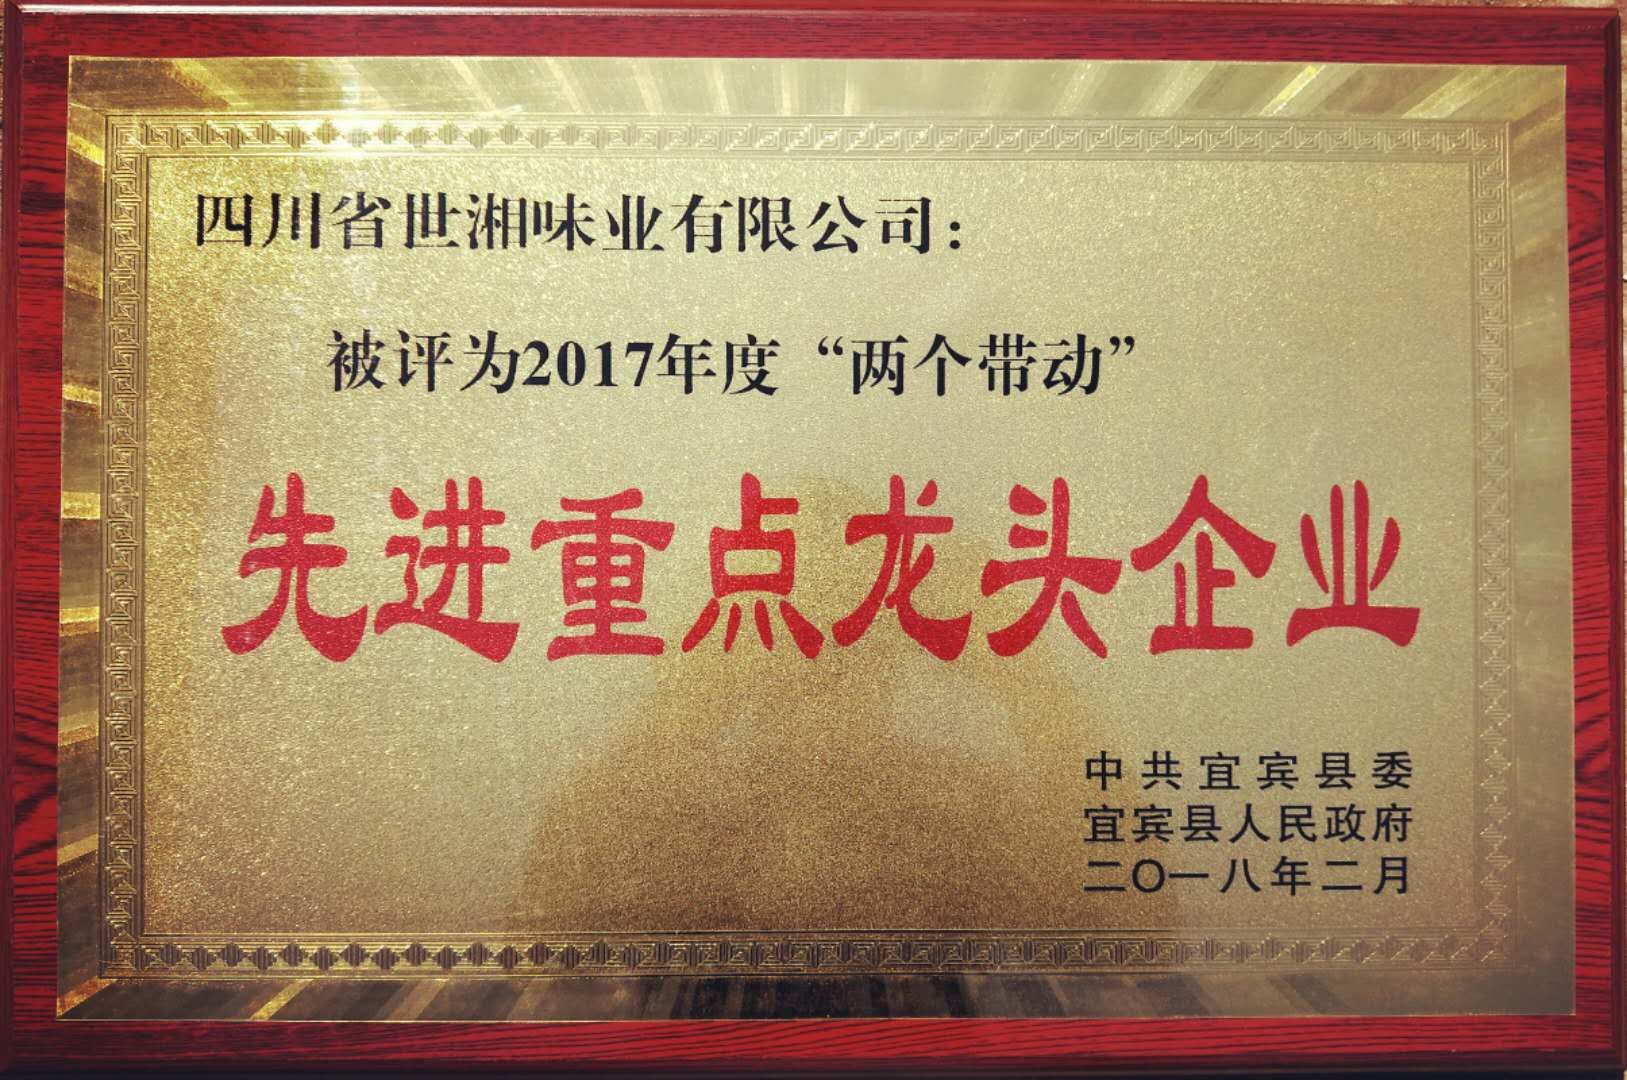 四川省世湘味业有限公司：
被评为2017年度“两个带动”
先进重点龙头企业
中共宜宾县委
宜宾县人民政府
二〇一八年二月